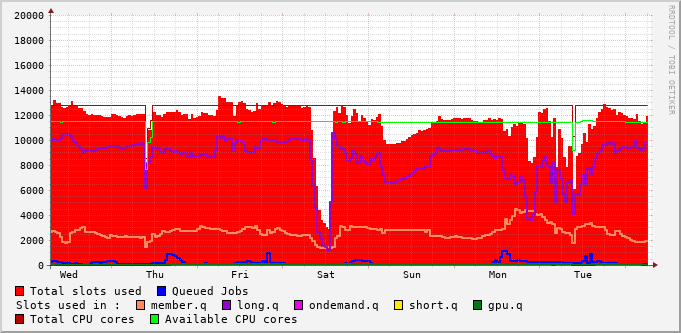 20000
18000
16000
14000
12000
10000
8000
6000
4000
2000
0
Wed Thu Fri Sat Sun Mon Tue
Total slots used Queued Jobs
Slots used in : member.q long.q ondemand.q short.q gpu.q
Total CPU cores Available CPU cores
RRDTOOL / TOBI OETIKER